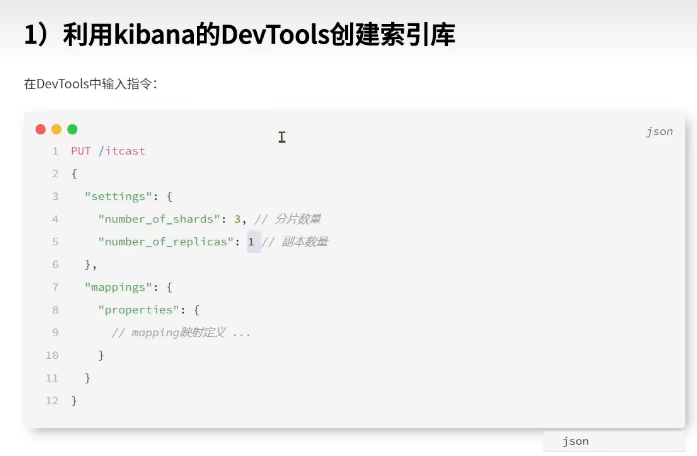 1）利用kibana的DevTools创建索引库
在DevTools中输入指令：
json
1 PUT /itcast
2 {
3 "settings": {
4 "number_of_shards": 3, // 分片数量
5 "number_of_replicas": 1 // 副本数量
6 },
7 "mappings": {
8 "properties": {
9 // mapping映射定义 ...
10 }
11 }
12 }
json